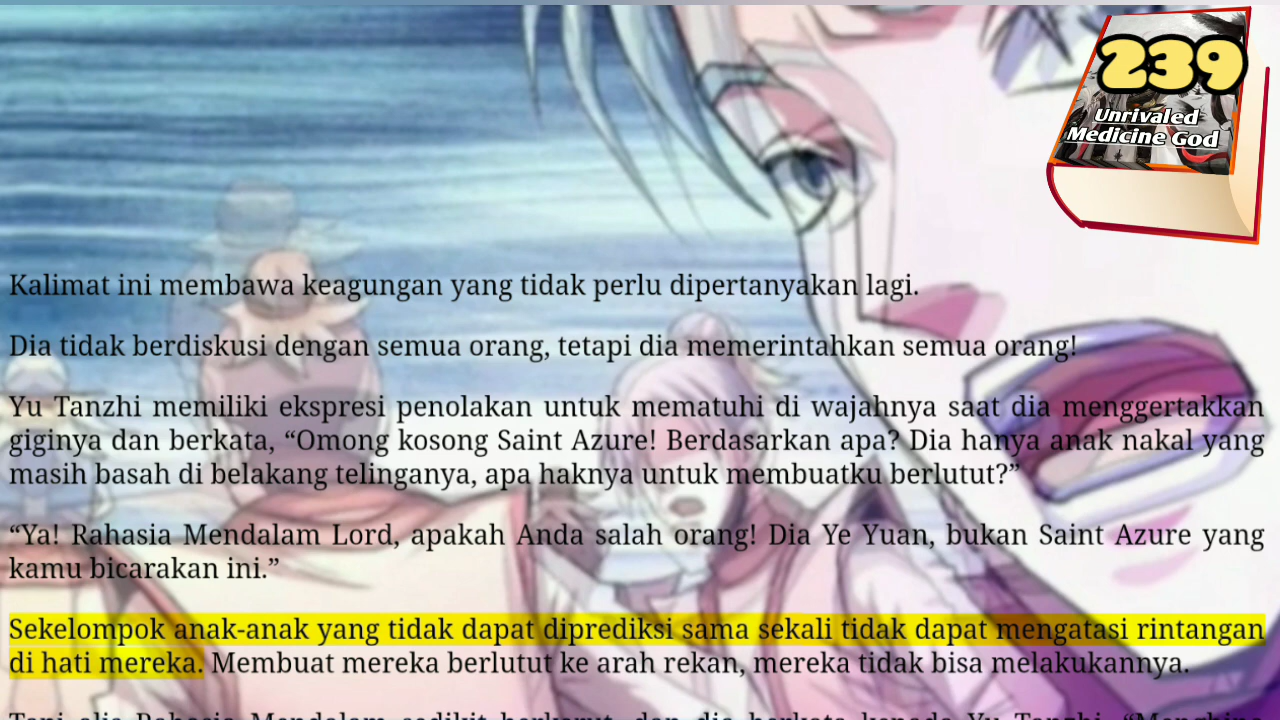 239
Unrivaled
Medicine God
Kalimat ini membawa keagungan yang tidak perlu dipertanyakan lagi.
Dia tidak berdiskusi dengan semua orang, tetapi dia memerintahkan semua orang!
Yu Tanzhi memiliki ekspresi penolakan untuk mematuhi di wajahnya saat dia menggertakkan
giginya dan berkata, “Omong kosong Saint Azure! Berdasarkan apa? Dia hanya anak nakal yang
masih basah di belakang telinganya, apa haknya untuk membuatku berlutut?”
“Ya! Rahasia Mendalam Lord, apakah Anda salah orang! Dia Ye Yuan, bukan Saint Azure yang
kamu bicarakan ini.”
Sekelompok anak-anak yang tidak dapat diprediksi sama sekali tidak dapat mengatasi rintangan
di hati mereka. Membuat mereka berlutut ke arah rekan, mereka tidak bisa melakukannya.